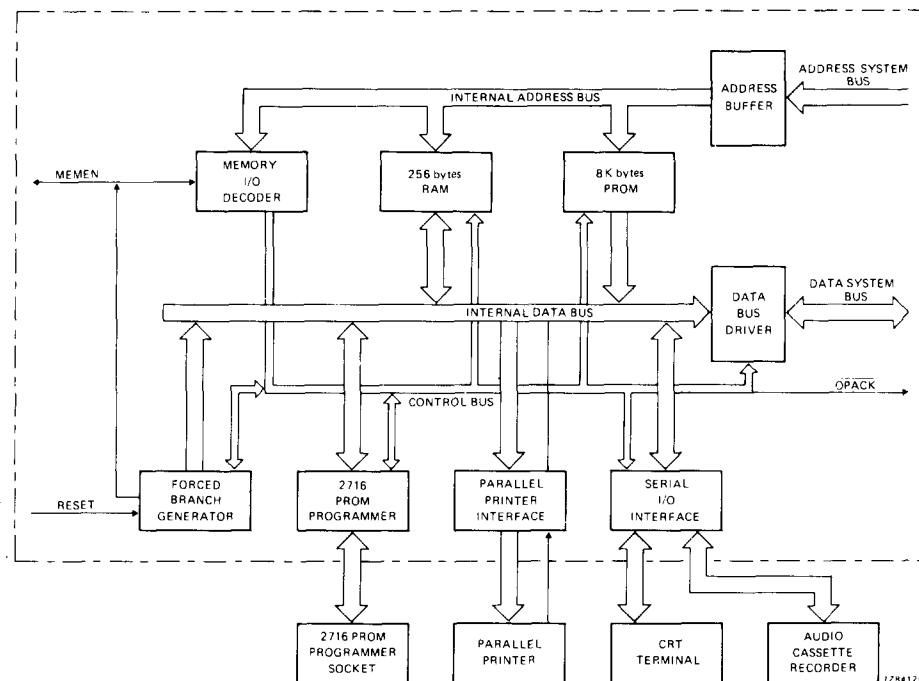 ADDRESS SYSTEM
BUS
ADDRESS
BUFFER
INTERNAL ADDRESS BUS
MEMEN
MEMORY
I/O
DECODER
256 bytes
RAM
8K bytes
PROM
INTERNAL DATA BUS
DATA
BUS
DRIVER
DATA SYSTEM
BUS
CONTROL BUS
OPACK
RESET
FORCED
BRANCH
GENERATOR
2716
PROM
PROGRAMMER
PARALLEL
PRINTER
INTERFACE
SERIAL
I/O
INTERFACE
2716 PROM
PROGRAMMER
SOCKET
PARALLEL
PRINTER
CRT
TERMINAL
AUDIO
CASSETTE
RECORDER